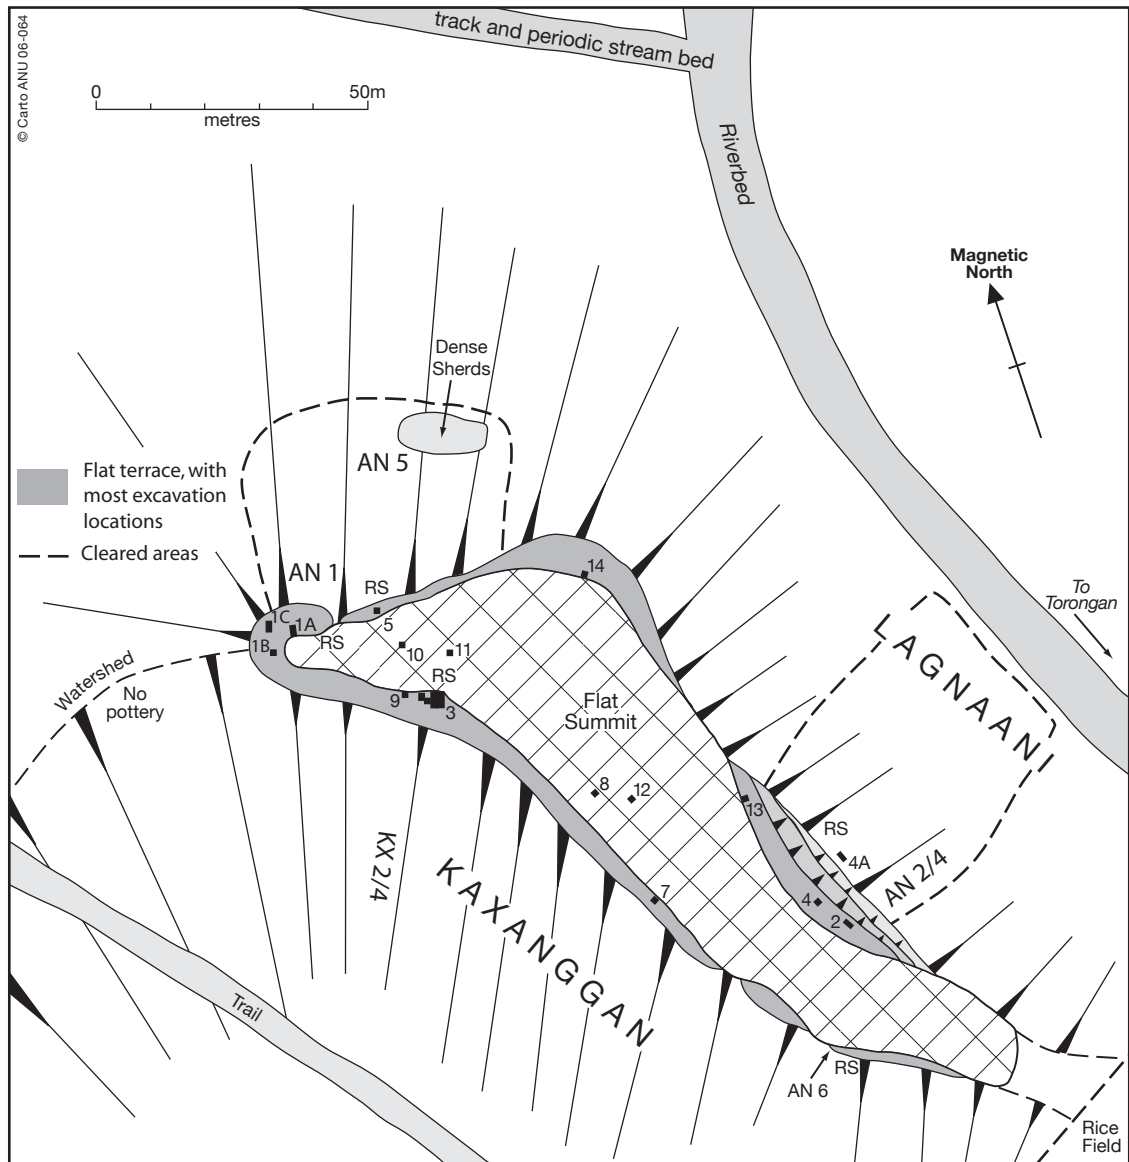 © Carto ANU 06-064
track and periodic stream bed
0
50m
metres
Riverbed
Magnetic
North
Dense
Sherds
AN 5
Flat terrace, with
most excavation
locations
Cleared areas
AN 1
RS
14
1C
1A
5
RS
To
Torongan
1B
10
11
Watershed
No
pottery
RS
9
3
Flat
Summit
LAGNAAN
8
12
13
RS
4A
KX 2/4
KAXANGGAN
7
4
2
AN 2/4
Trail
AN 6
RS
Rice
Field